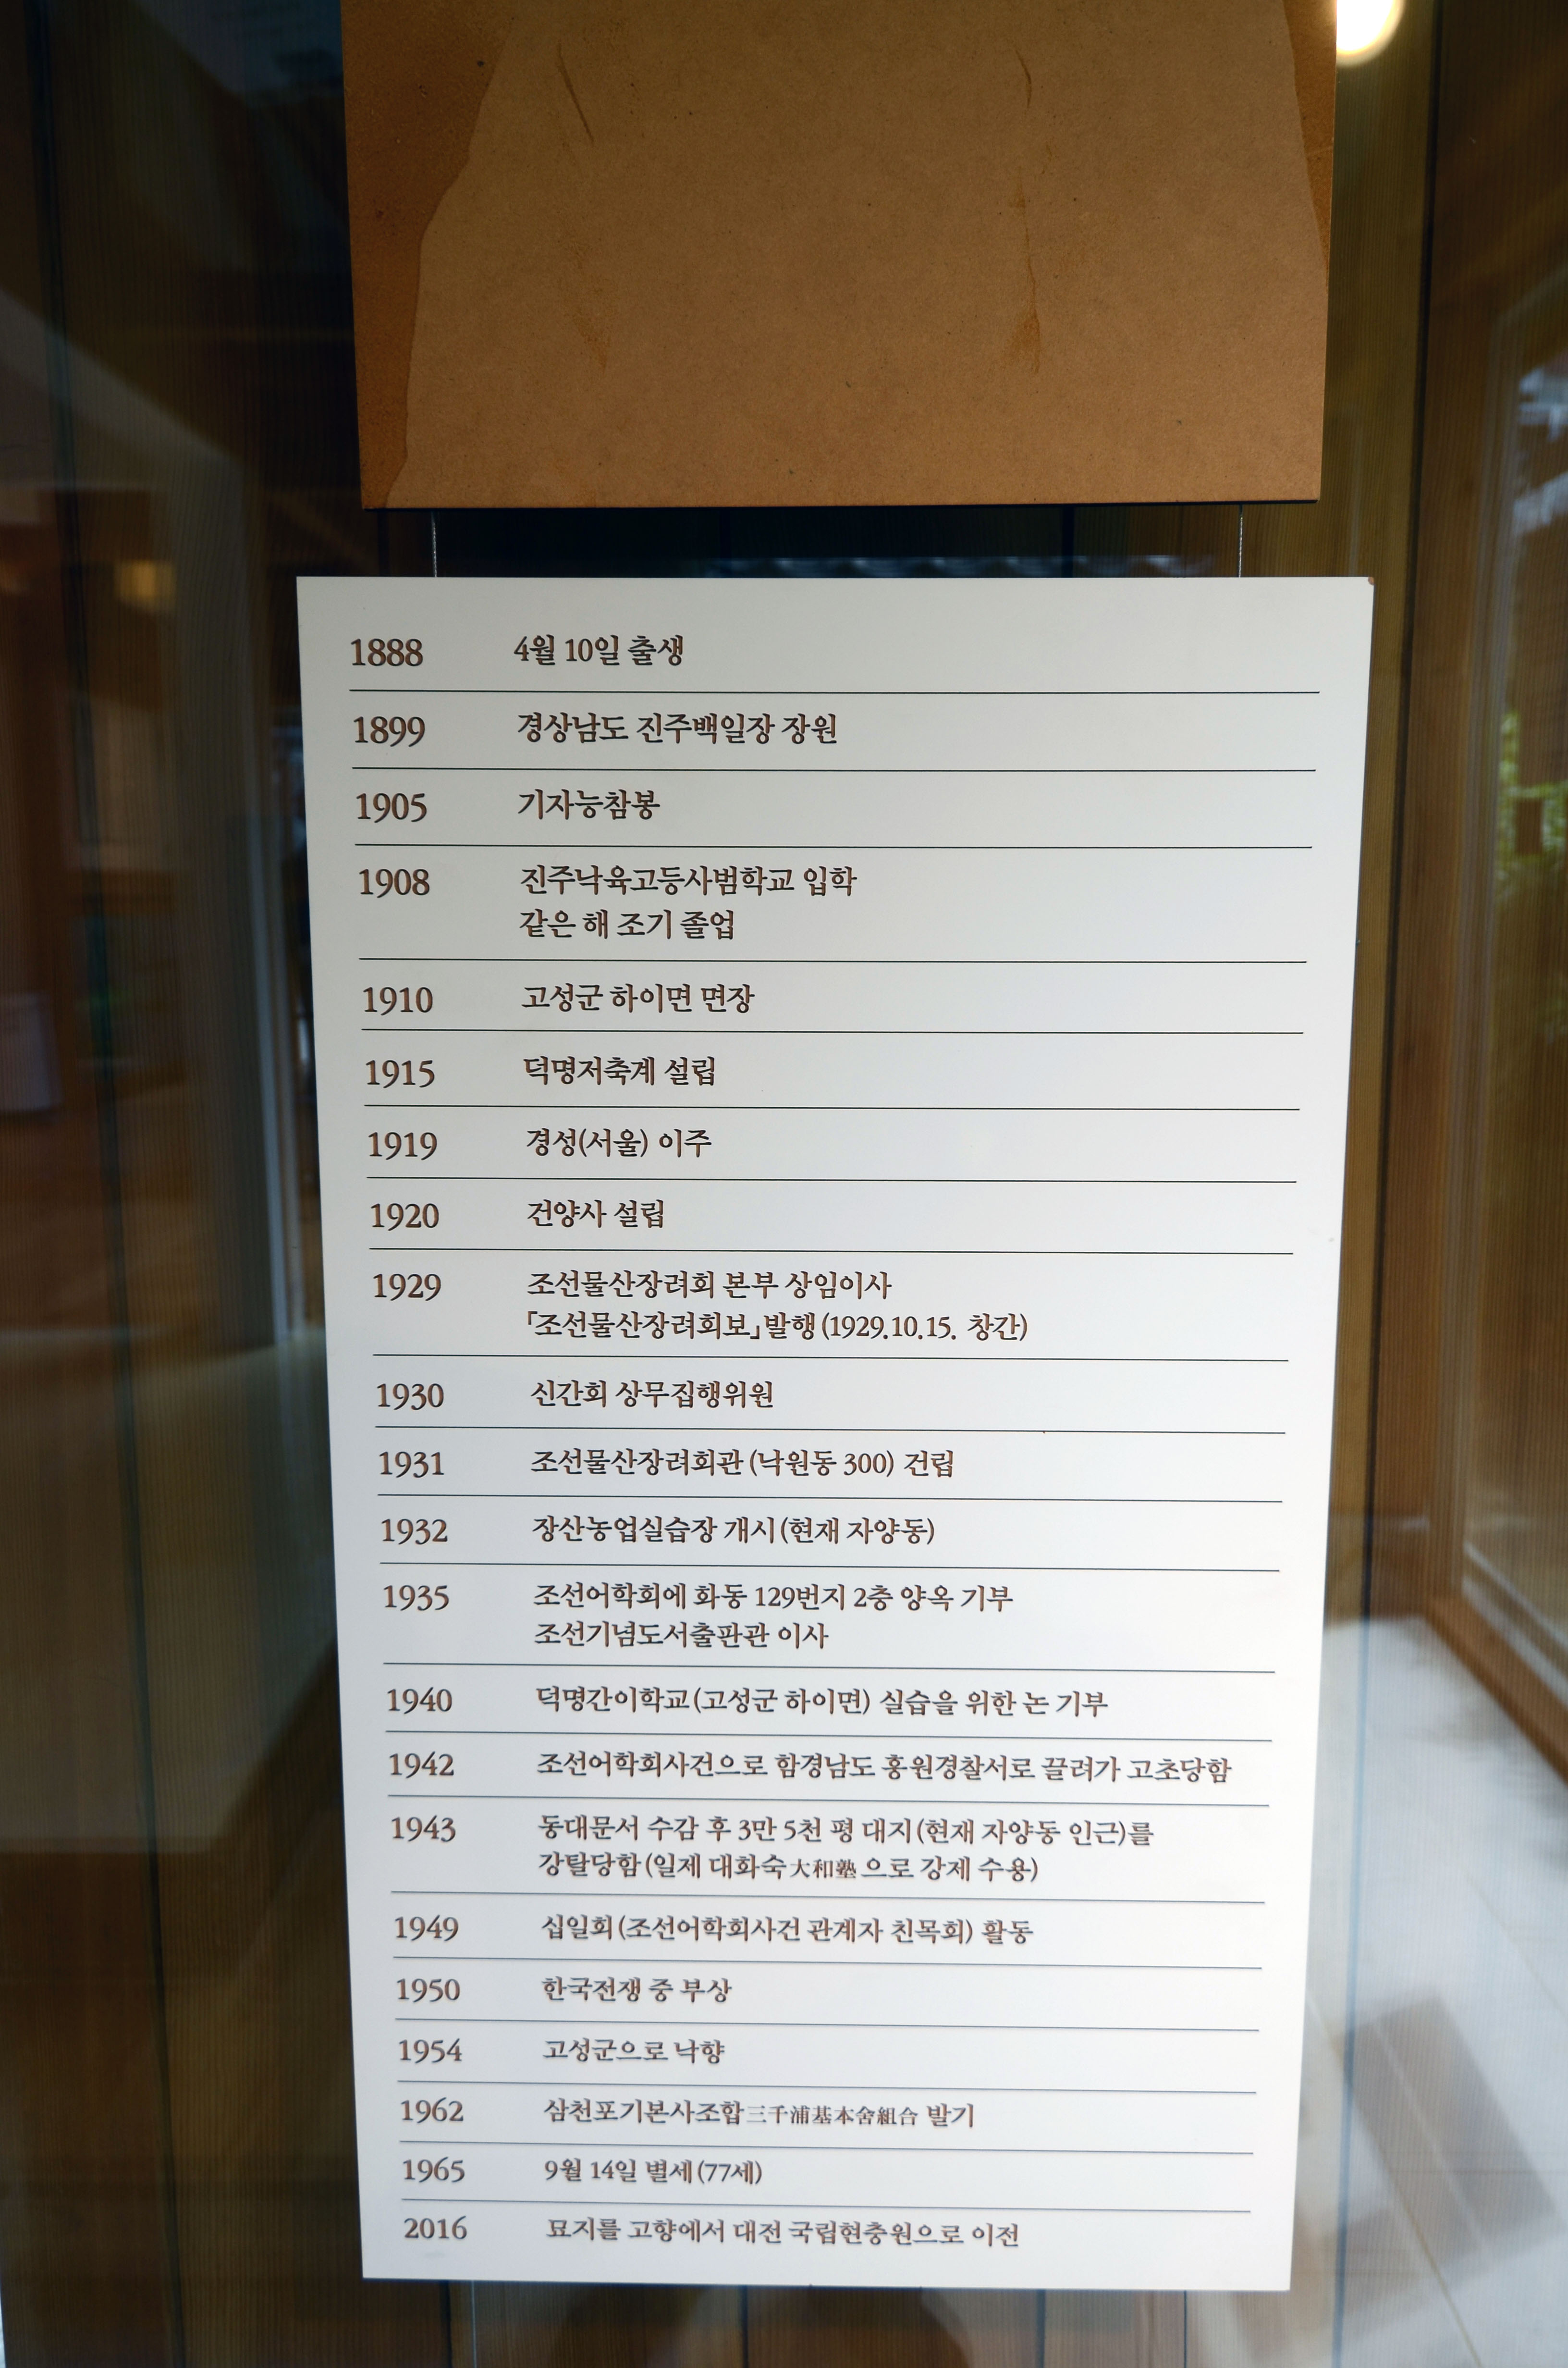 1888 4월 10일 출생
1899 경상남도 진주백일장 장원
1905 기자능참봉
1908 진주낙육고등사범학교 입학
같은 해 조기 졸업
1910 고성군 하이면 면장
1915 덕명저축계 설립
1919 경성(서울) 이주
1920 건양사 설립
1929 조선물산장려회 본부 상임이사
「조선물산장려회보」발행(1929.10.15. 창간)
1930 신간회 상무집행위원
1931 조선물산장려회관(낙원동 300) 건립
1932 장산농업실습장 개시(현재 자양동)
1935 조선어학회에 화동 129번지 2층 양옥 기부
조선기념도서출판관 이사
1940 덕명간이학교(고성군 하이면) 실습을 위한 논 기부
1942 조선어학회사건으로 함경남도 홍원경찰서로 끌려가 고초당함
1943 동대문서 수감 후 3만 5천 평 대지(현재 자양동 인근)를
강탈당함(일제 대화숙大和塾으로 강제 수용)
1949 십일회(조선어학회사건 관계자 친목회) 활동
1950 한국전쟁 중 부상
1954 고성군으로 낙향
1962 삼천포기본사조합三千浦基本舍組合 발기
1965 9월 14일 별세(77세)
2016 묘지를 고향에서 대전 국립현충원으로 이전